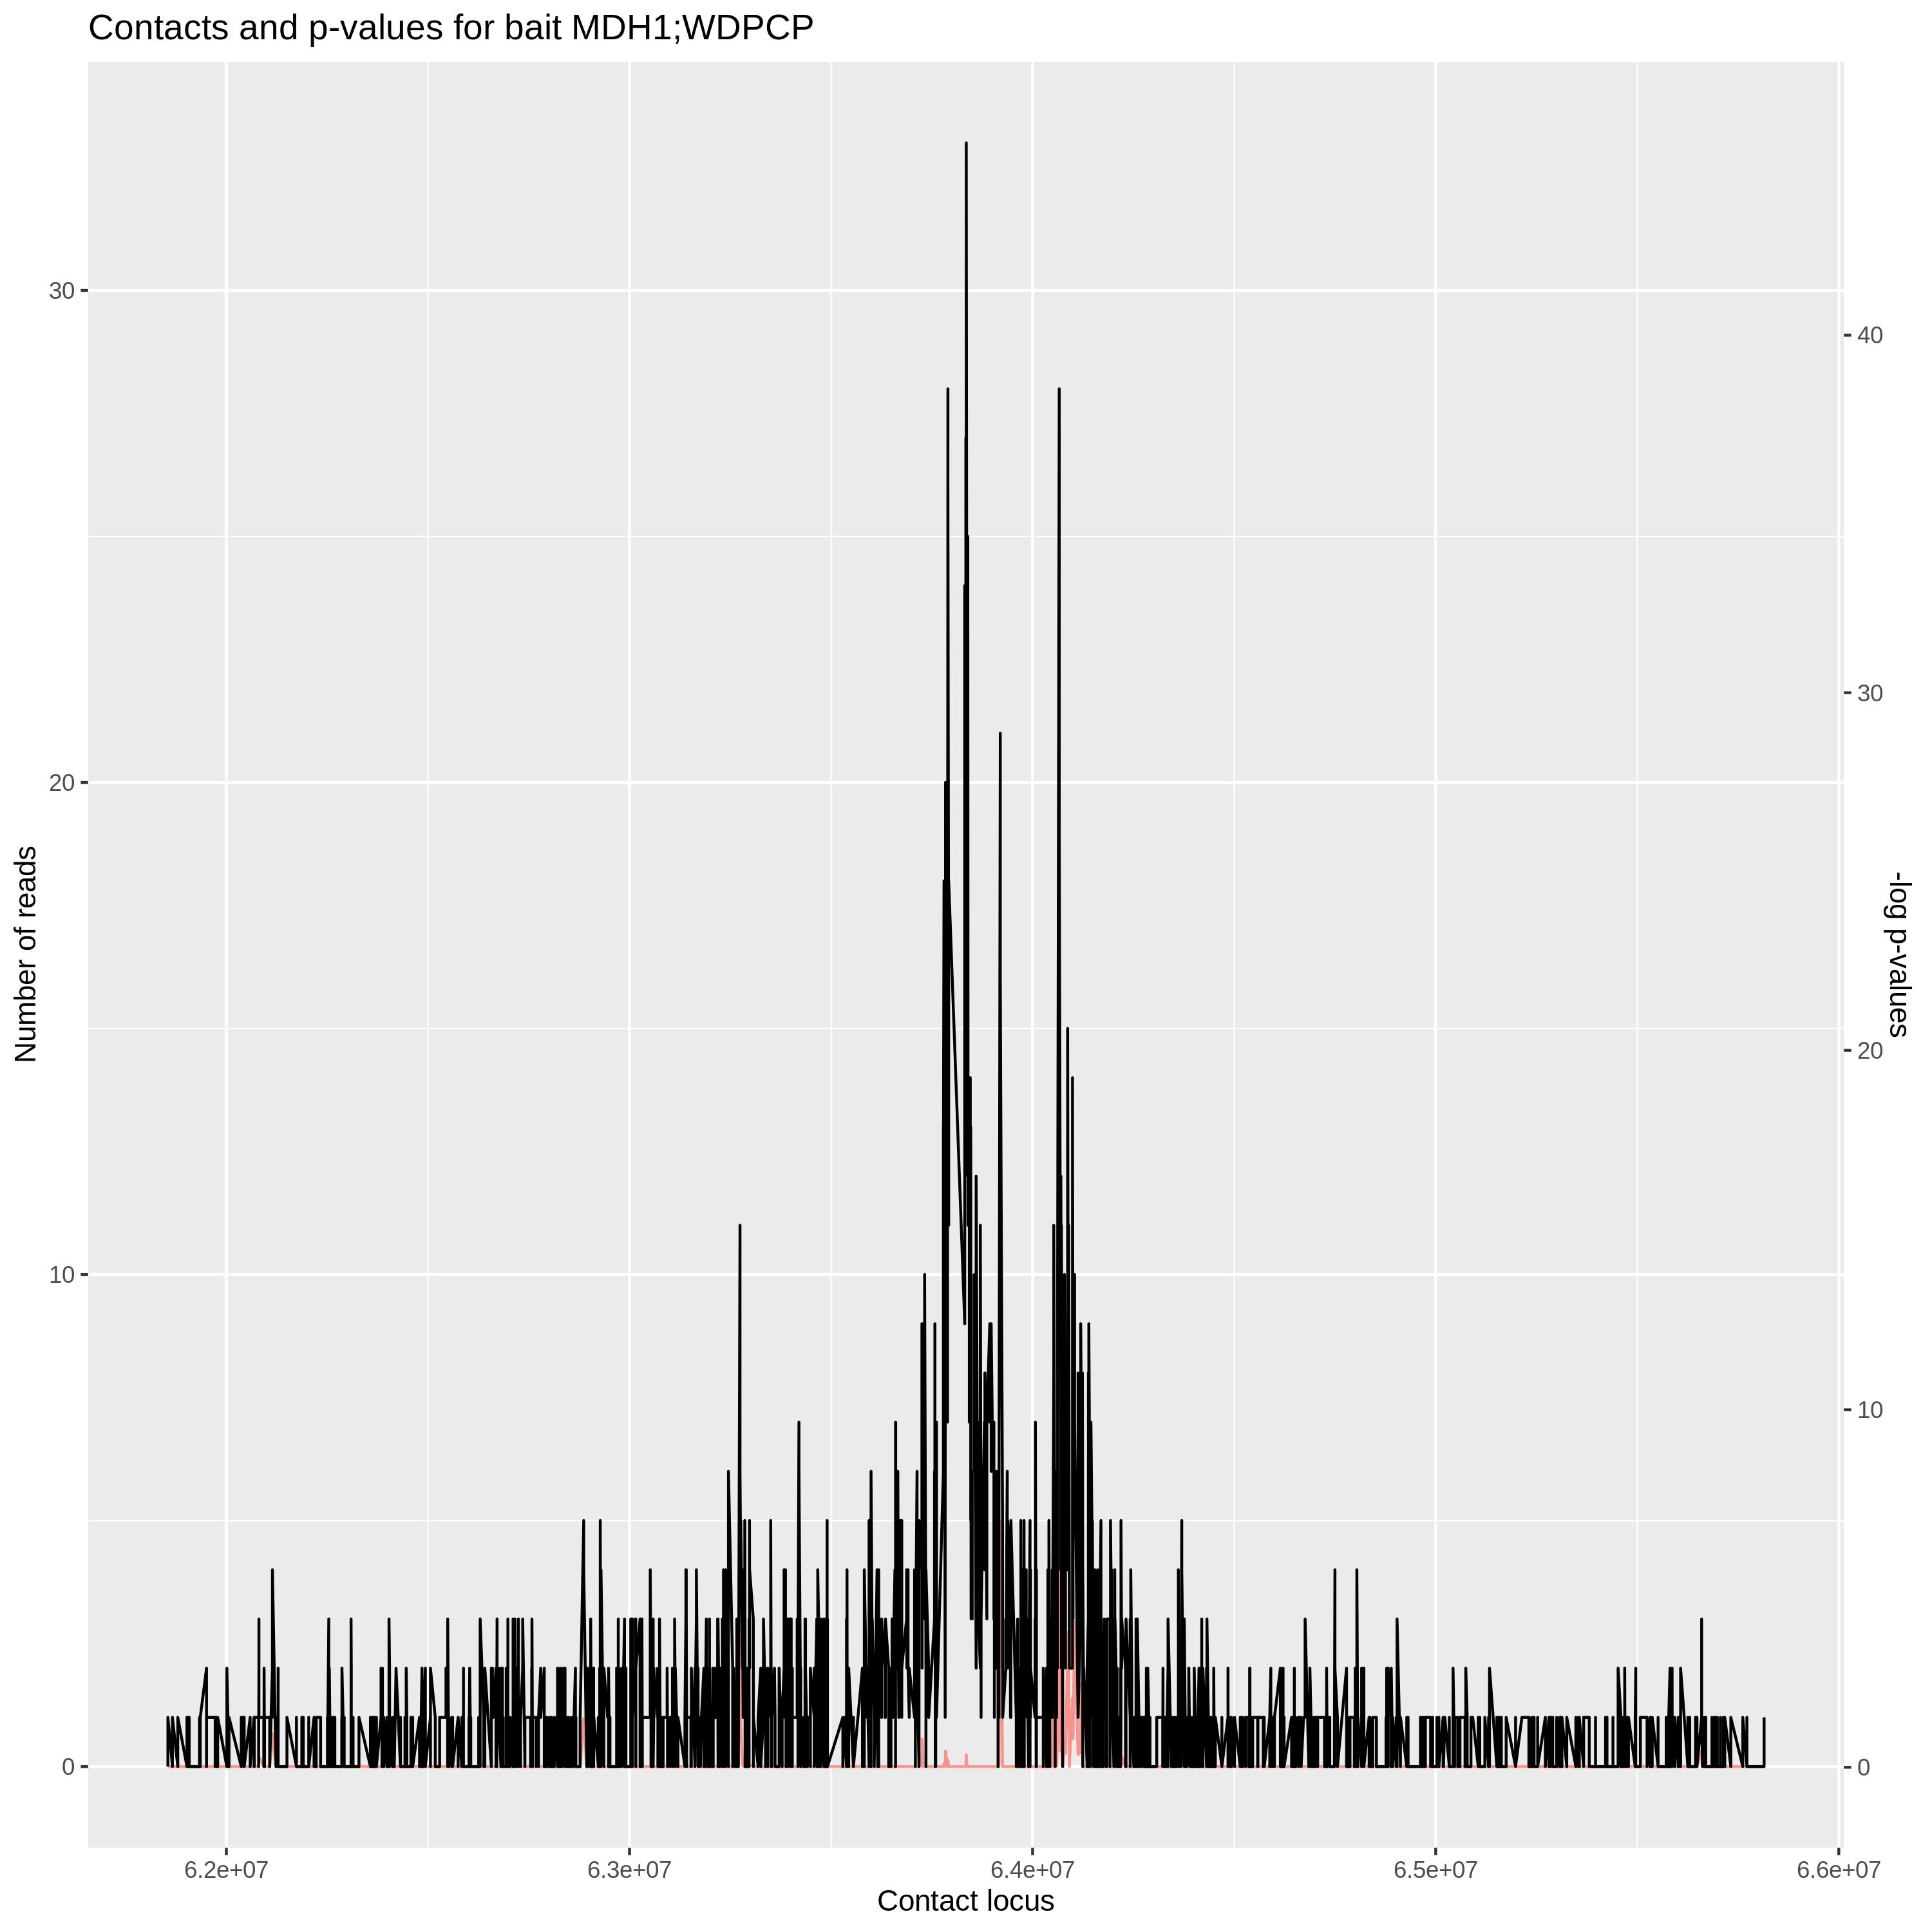 Contacts and p-values for bait MDH1;WDPCP
30
20
10
0
40
30
20
10
0
Number of reads
-log p-values
6.2e+07 6.3e+07 6.4e+07 6.5e+07 6.6e+07
Contact locus